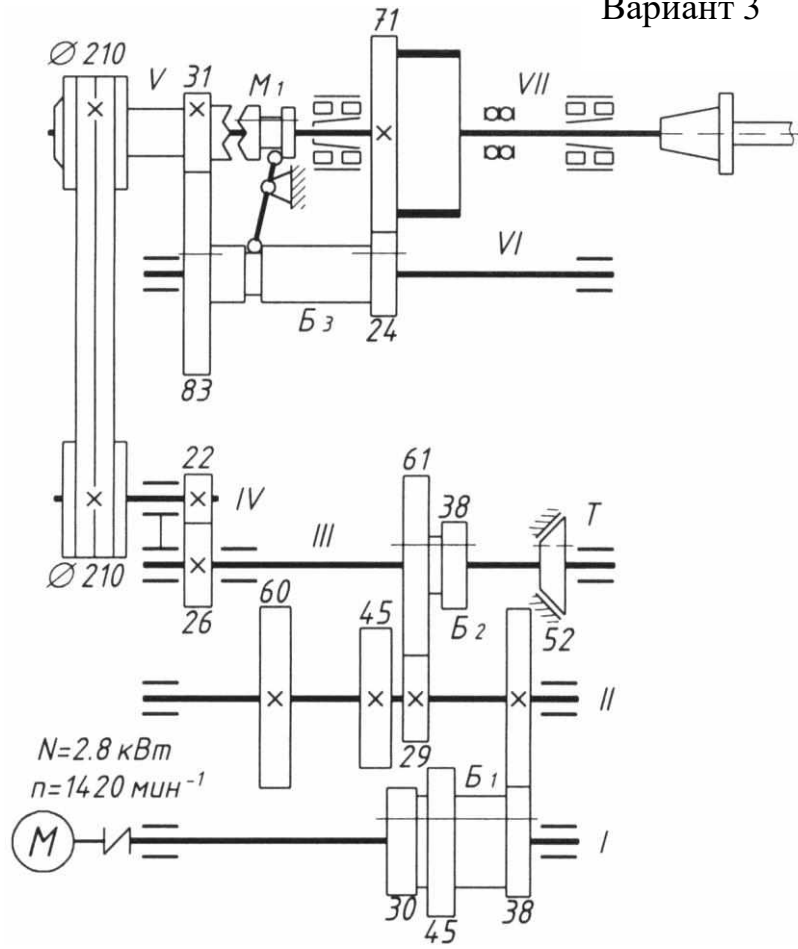 Вариант 3
71
Ø 210
V
31
М 1
VII
VI
Б 3
24
83
22
IV
61
38
III
Т
Ø 210
26
60
45
Б 2
52
II
29
N=2.8 кВт
n=1420 мин -1
Б 1
М
I
30
45
38